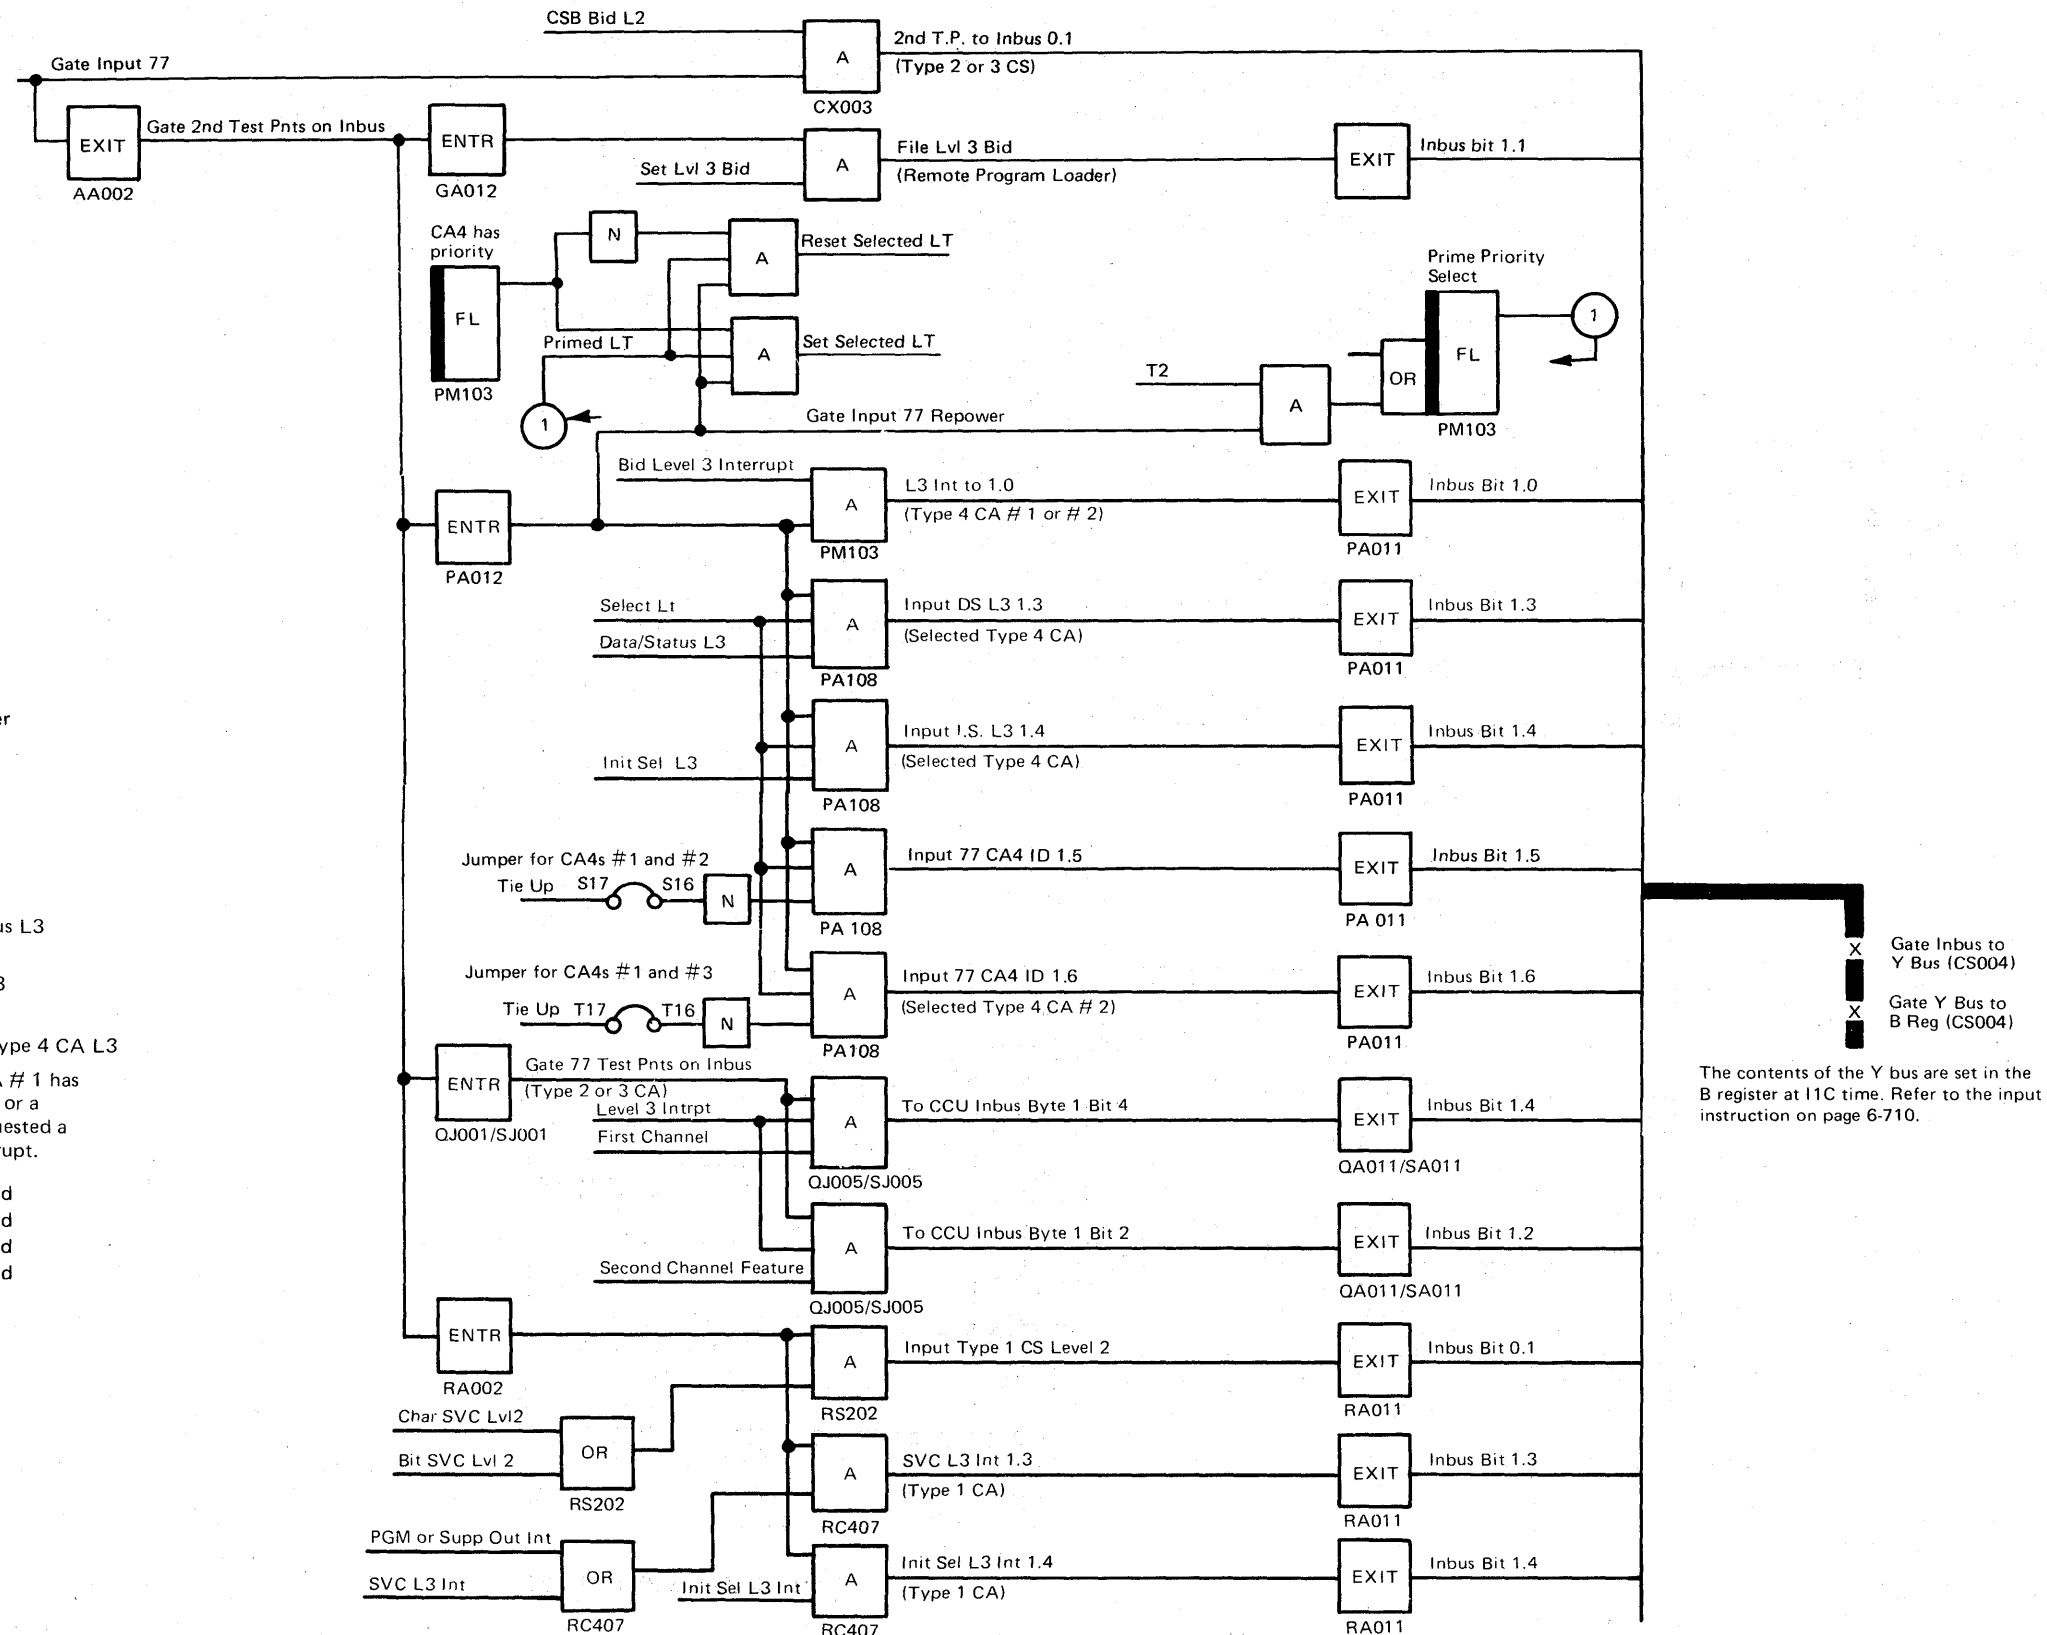 CSB Bid L2
Gate Input 77
A
2nd T.P. to Inbus 0.1
(Type 2 or 3 CS)
CX003
EXIT
AA002
Gate 2nd Test Pnts on Inbus
ENTR
GA012
Set Lvl 3 Bid
A
File Lvl 3 Bid
(Remote Program Loader)
EXIT
Inbus bit 1.1
CA4 has
priority
FL
PM103
N
A
Reset Selected LT
Primed LT
A
Set Selected LT
1
Prime Priority
Select
1
T2
A
OR
FL
PM103
Gate Input 77 Repower
ENTR
PA012
Bid Level 3 Interrupt
A
PM103
L3 Int to 1.0
(Type 4 CA # 1 or # 2)
EXIT
PA011
Inbus Bit 1.0
Select Lt
Data/Status L3
A
PA108
Input DS L3 1.3
(Selected Type 4 CA)
EXIT
PA011
Inbus Bit 1.3
er
Init Sel L3
A
PA108
Input I.S. L3 1.4
(Selected Type 4 CA)
EXIT
PA011
Inbus Bit 1.4
Jumper for CA4s #1 and #2
Tie Up S17 S16
N
A
PA 108
Input 77 CA4 ID 1.5
EXIT
PA 011
Inbus Bit 1.5
us L3
3
ype 4 CA L3
A # 1 has
or a
uested a
rupt.
d
d
d
d
Jumper for CA4s #1 and #3
Tie Up T17 T16
N
A
PA108
Input 77 CA4 ID 1.6
(Selected Type 4 CA # 2)
EXIT
PA011
Inbus Bit 1.6
X
Gate Inbus to
Y Bus (CS004)
X
Gate Y Bus to
B Reg (CS004)
The contents of the Y bus are set in the
B register at I1C time. Refer to the input
instruction on page 6-710.
ENTR
QJ001/SJ001
Gate 77 Test Pnts on Inbus
(Type 2 or 3 CA)
Level 3 Intrpt
First Channel
A
QJ005/SJ005
To CCU Inbus Byte 1 Bit 4
EXIT
QA011/SA011
Inbus Bit 1.4
Second Channel Feature
A
QJ005/SJ005
To CCU Inbus Byte 1 Bit 2
EXIT
QA011/SA011
Inbus Bit 1.2
ENTR
RA002
A
RS202
Input Type 1 CS Level 2
EXIT
RA011
Inbus Bit 0.1
Char SVC Lvl2
Bit SVC Lvl 2
OR
RS202
A
RC407
SVC L3 Int 1.3
(Type 1 CA)
EXIT
RA011
Inbus Bit 1.3
PGM or Supp Out Int
SVC L3 Int
OR
RC407
Init Sel L3 Int
A
RC407
Init Sel L3 Int 1.4
(Type 1 CA)
EXIT
RA011
Inbus Bit 1.4